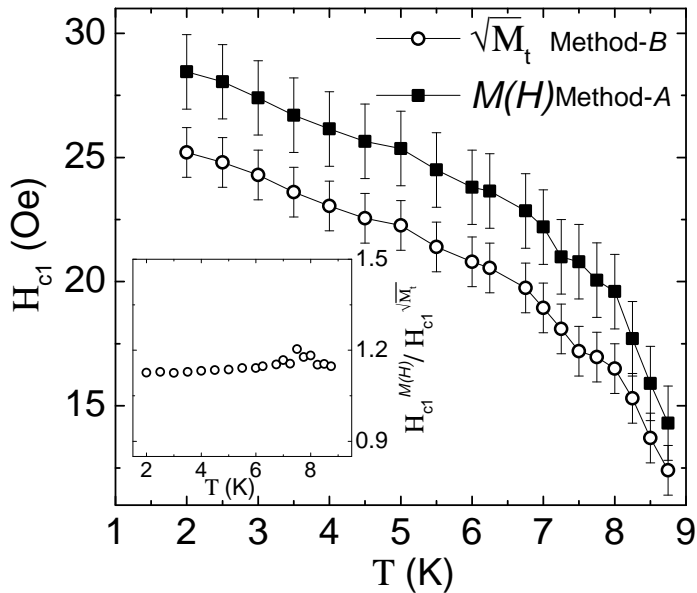 30
25
20
15
H_c1 (Oe)
√M_t Method-B
M(H) Method-A
1.5
1.2
0.9
H_c1^M(H) / H_c1^√M_t
2 4 6 8
T (K)
1 2 3 4 5 6 7 8 9
T (K)